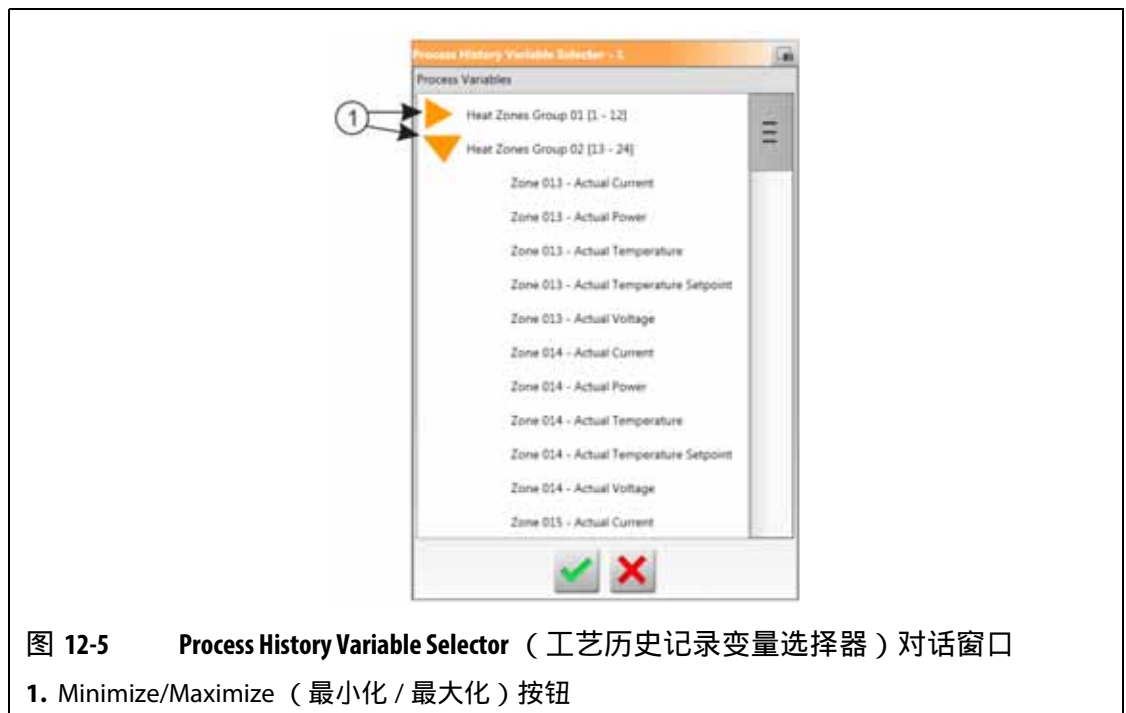 Process History Variable Selector - 1
Process Variables
1
Heat Zones Group 01 [1 - 12]
Heat Zones Group 02 [13 - 24]
Zone 013 - Actual Current
Zone 013 - Actual Power
Zone 013 - Actual Temperature
Zone 013 - Actual Temperature Setpoint
Zone 013 - Actual Voltage
Zone 014 - Actual Current
Zone 014 - Actual Power
Zone 014 - Actual Temperature
Zone 014 - Actual Temperature Setpoint
Zone 014 - Actual Voltage
Zone 015 - Actual Current
图 12-5 Process History Variable Selector （工艺历史记录变量选择器）对话窗口
1. Minimize/Maximize （最小化 / 最大化）按钮